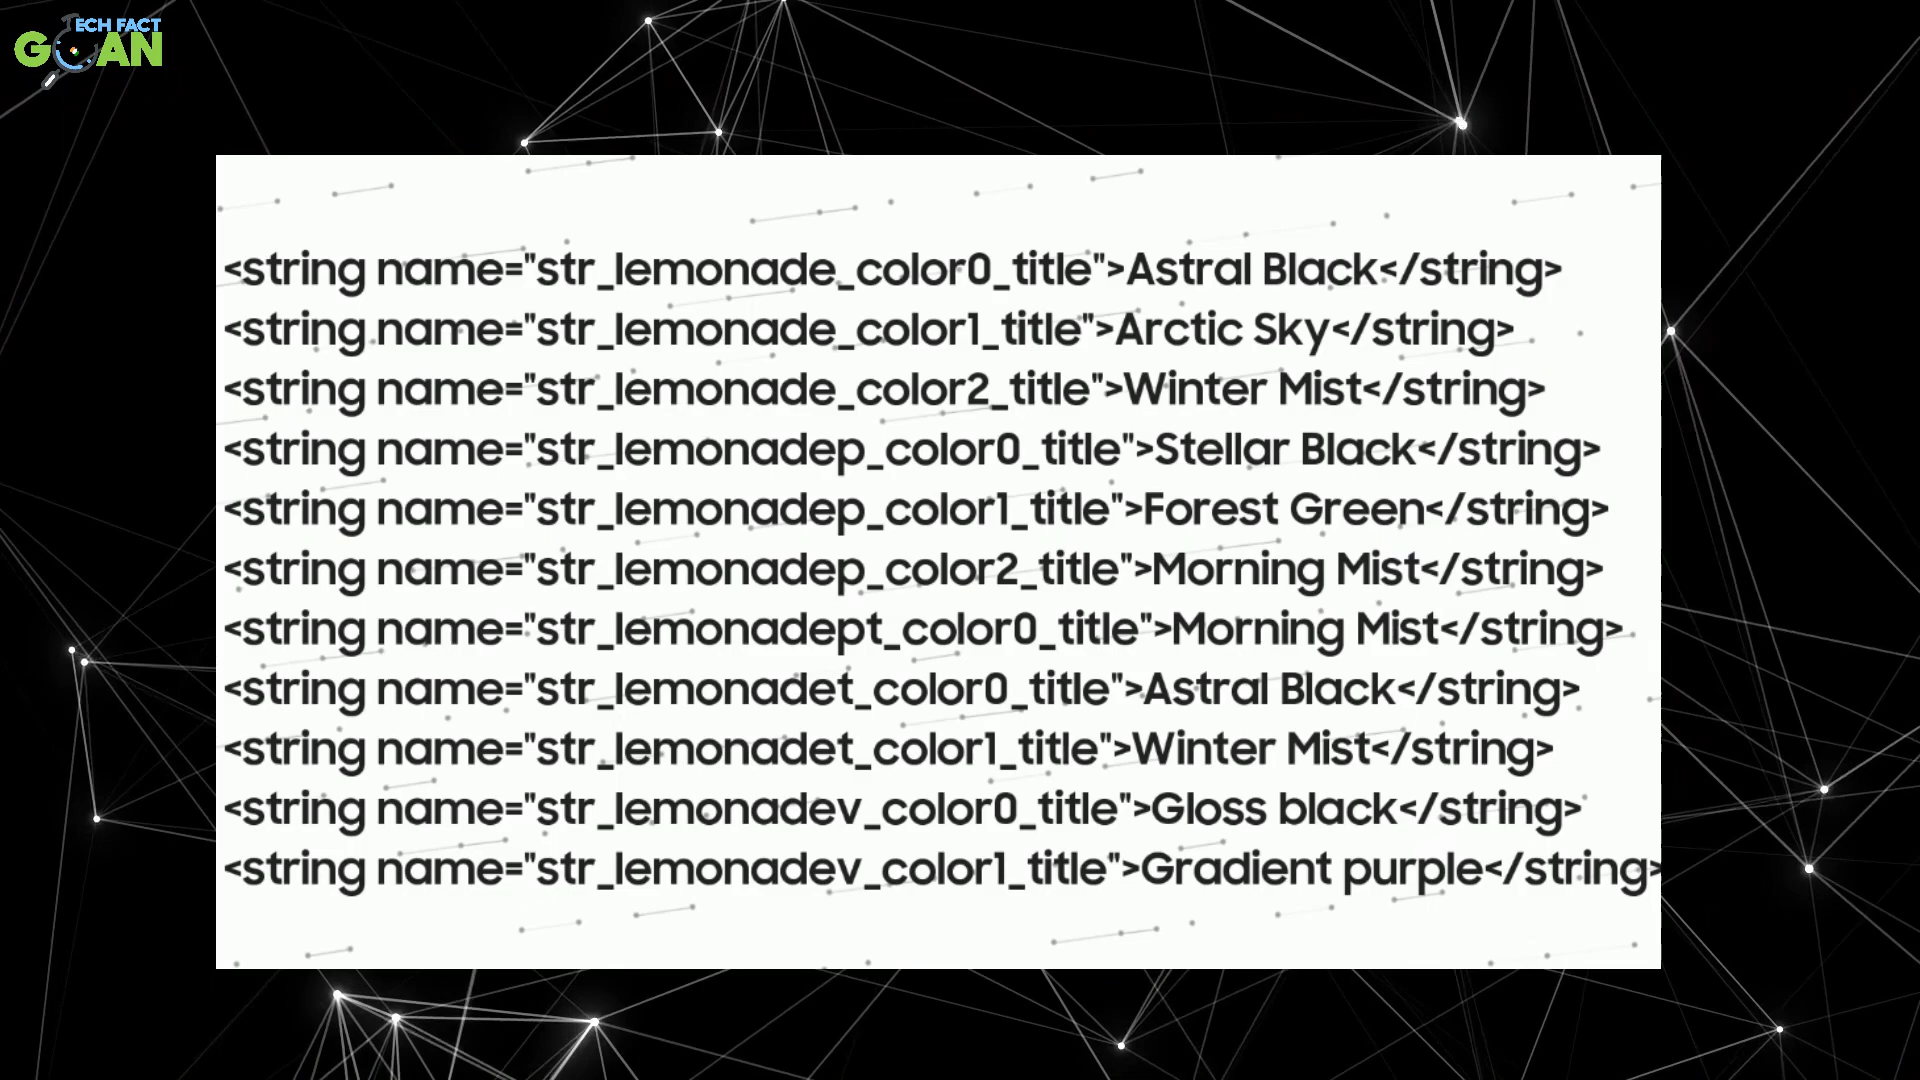 TECH FACT
GOAN
<string name="str_lemonade_color0_title">Astral Black</string>
<string name="str_lemonade_color1_title">Arctic Sky</string>
<string name="str_lemonade_color2_title">Winter Mist</string>
<string name="str_lemonadep_color0_title">Stellar Black</string>
<string name="str_lemonadep_color1_title">Forest Green</string>
<string name="str_lemonadep_color2_title">Morning Mist</string>
<string name="str_lemonadept_color0_title">Morning Mist</string>
<string name="str_lemonadet_color0_title">Astral Black</string>
<string name="str_lemonadet_color1_title">Winter Mist</string>
<string name="str_lemonadev_color0_title">Gloss black</string>
<string name="str_lemonadev_color1_title">Gradient purple</string>